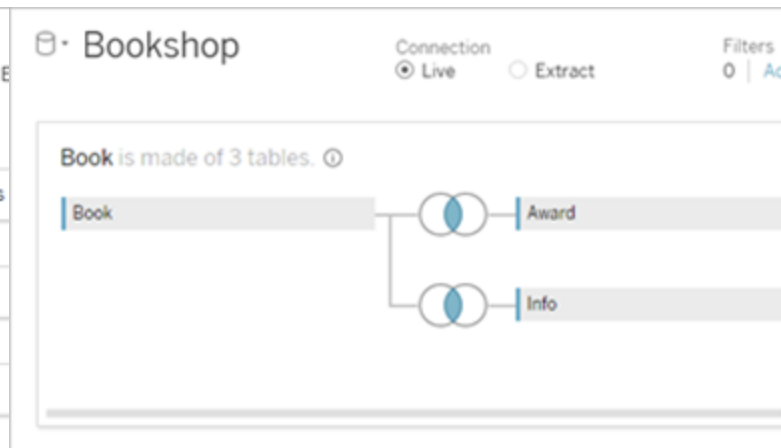 Bookshop
Connection
Live
Extract
Filters
0
Book is made of 3 tables.
Book
Award
Info